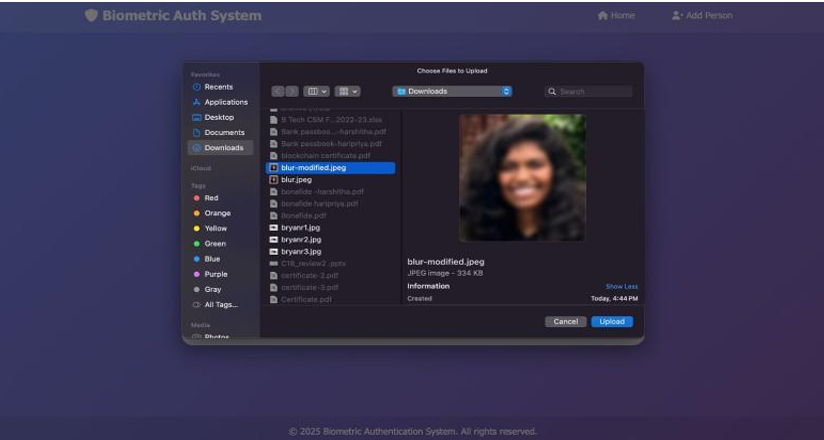 Biometric Auth System
Home
Add Person
Choose Files to Upload
Favorites
Recents
Applications
Desktop
Documents
Downloads
iCloud
Tags
Red
Orange
Yellow
Green
Blue
Purple
Gray
All Tags...
Media
Photos
Downloads
Search
B Tech CSM F...2022-23.xlsx
Bank passboo...-harshitha.pdf
Bank passbook-haripriya.pdf
blockchain certificate.pdf
blur-modified.jpeg
blur.jpeg
bonafide -harshitha.pdf
bonafide haripriya.pdf
Bonafide.pdf
bryanr1.jpg
bryanr2.jpg
bryanr3.jpg
C18_review2 .pptx
certificate-2.pdf
certificate-3.pdf
Certificate.pdf
blur-modified.jpeg
JPEG image - 334 KB
Information
Show Less
Created
Today, 4:44 PM
Cancel
Upload
© 2025 Biometric Authentication System. All rights reserved.